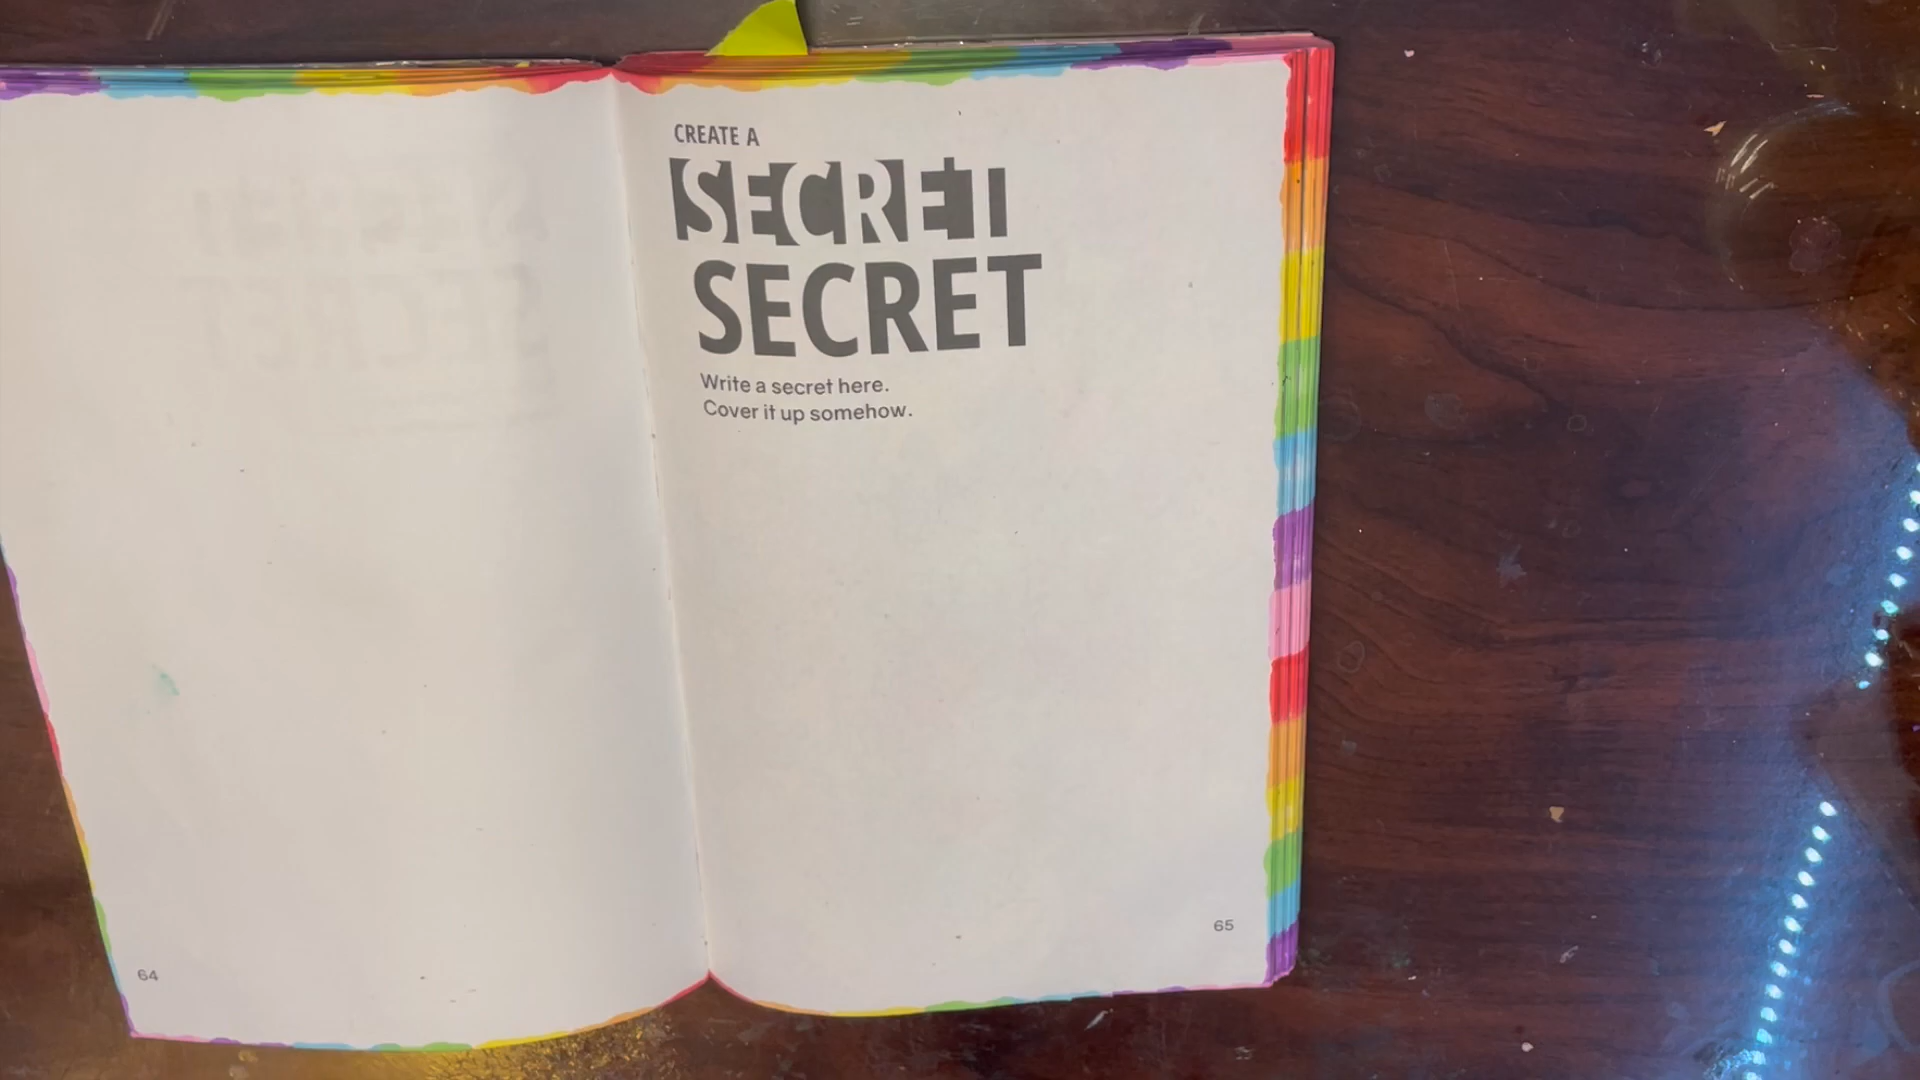 CREATE A
SECRET
SECRET
Write a secret here.
Cover it up somehow.
64
65